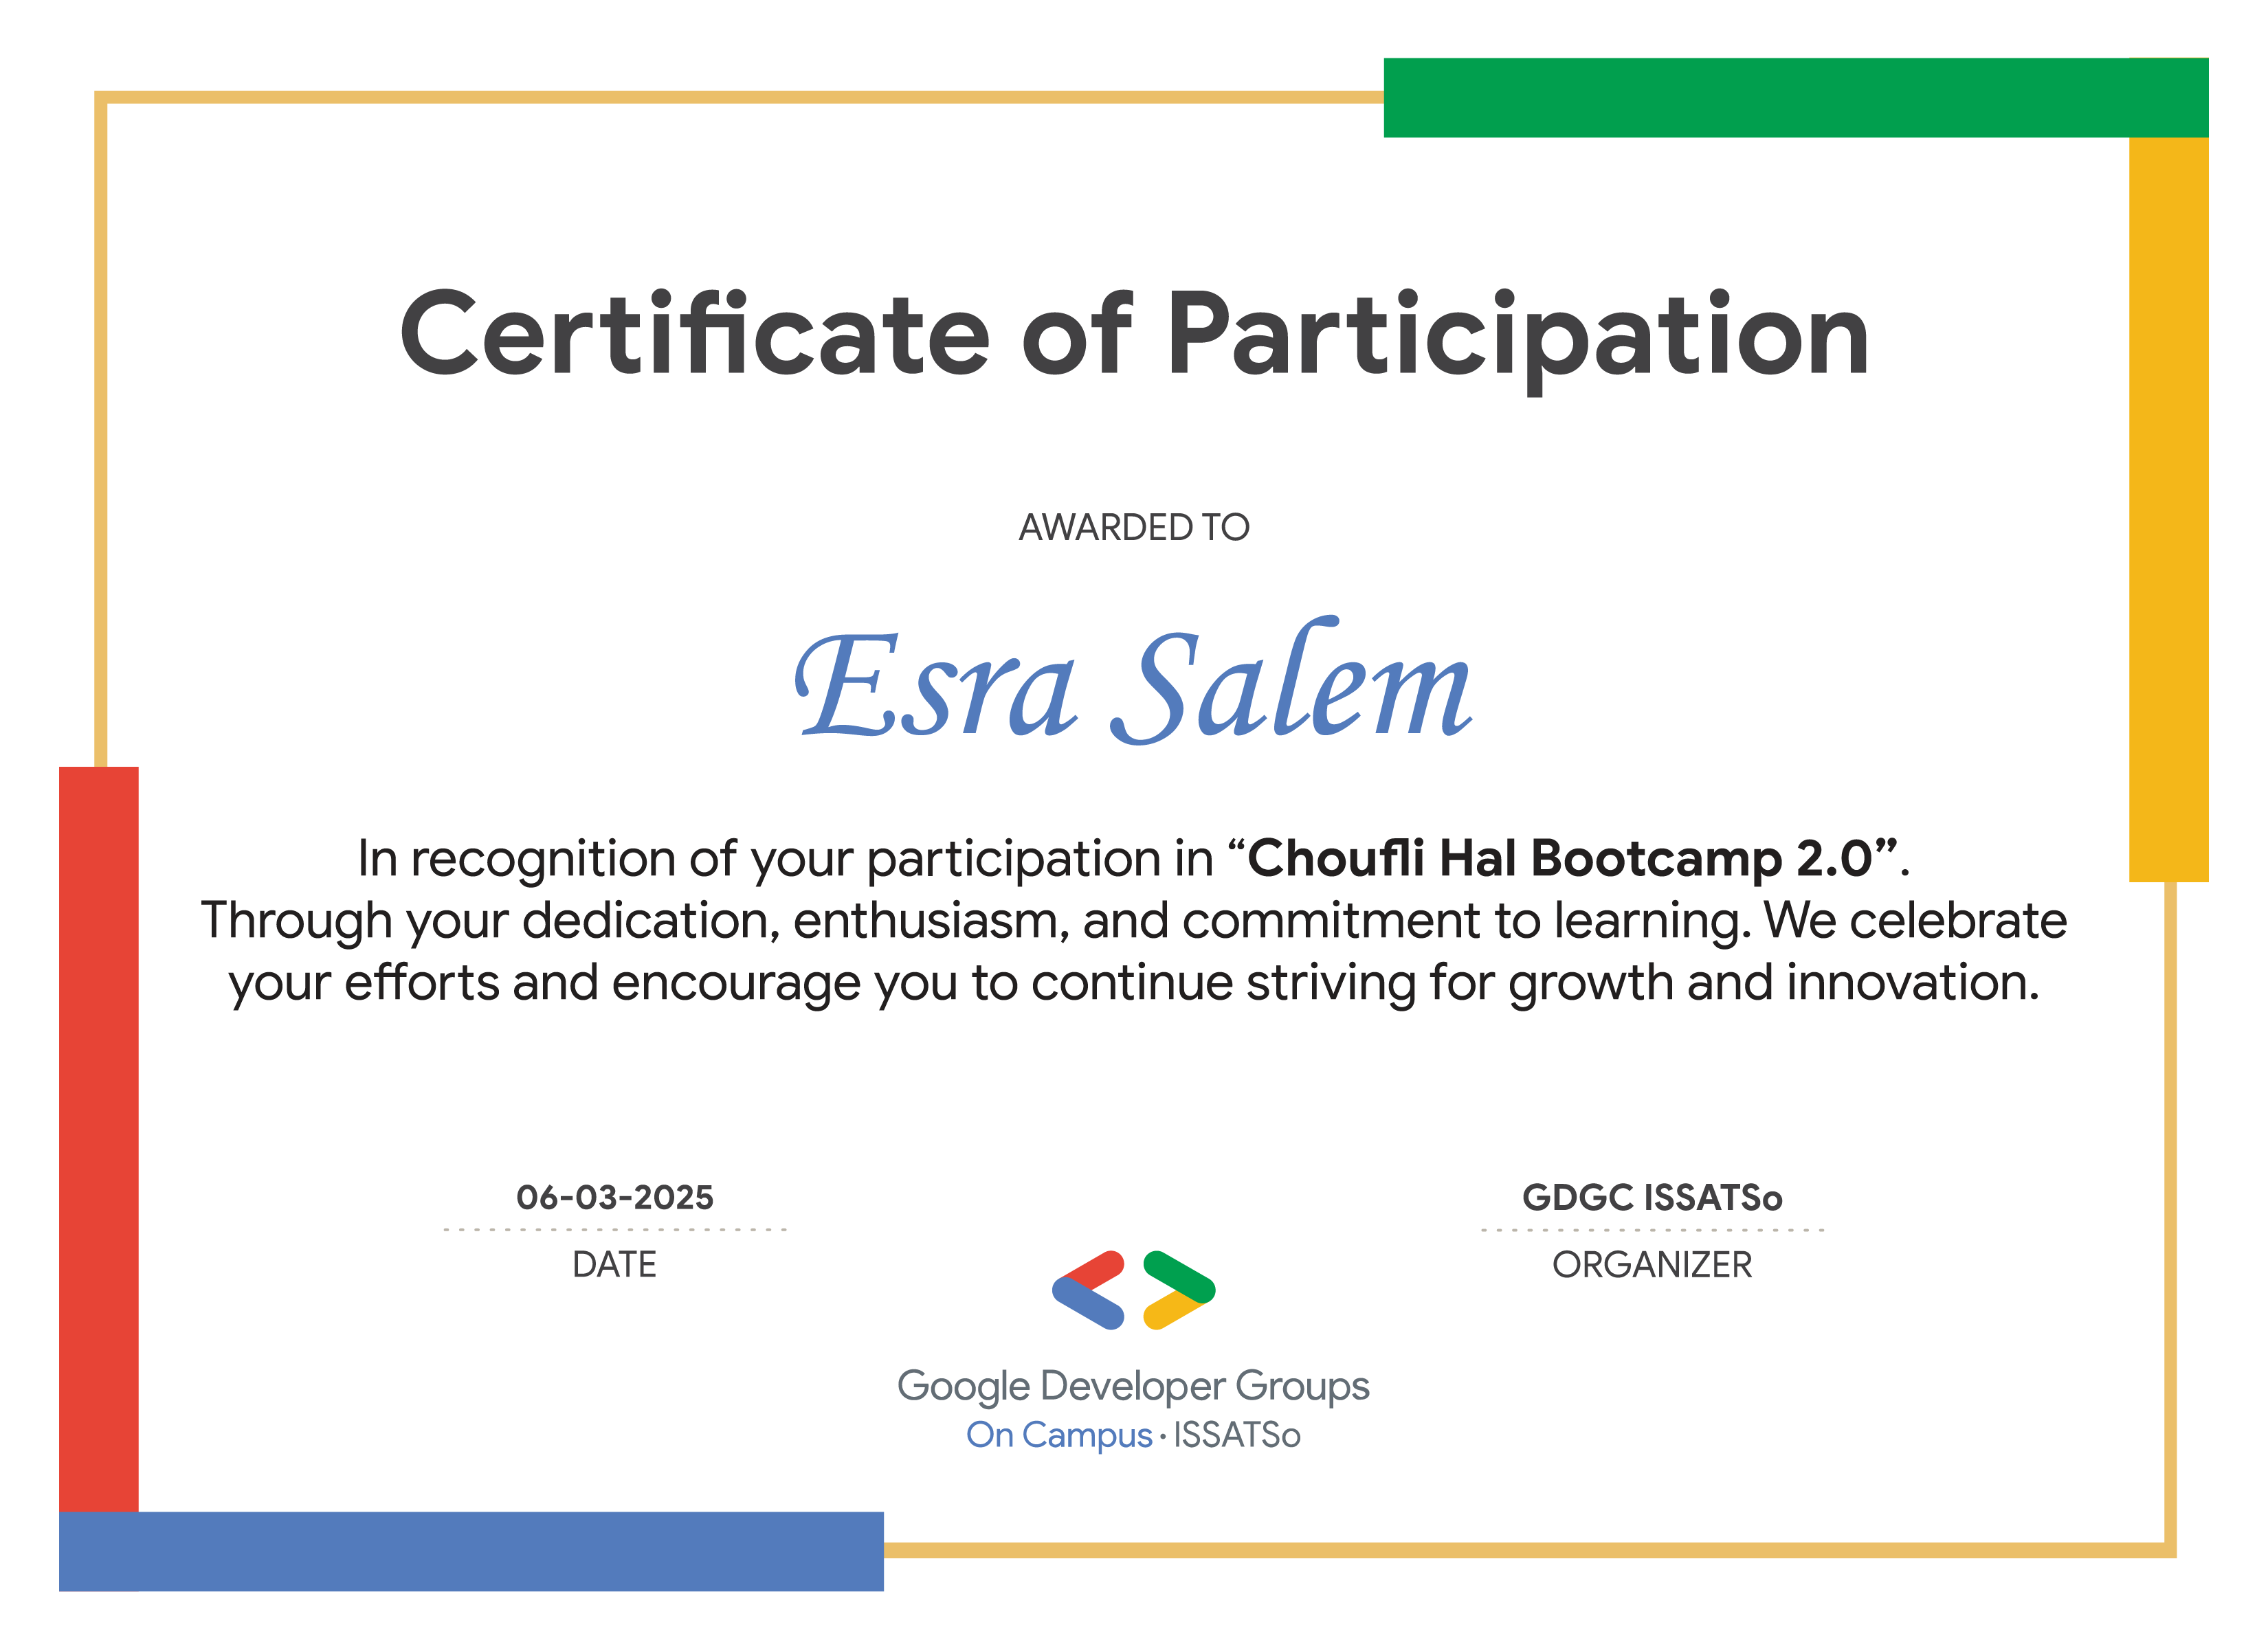 Certificate of Participation
AWARDED TO
Esra Salem
In recognition of your participation in “Choufli Hal Bootcamp 2.0”.
Through your dedication, enthusiasm, and commitment to learning. We celebrate
your efforts and encourage you to continue striving for growth and innovation.
06-03-2025
DATE
GDGC ISSATSo
ORGANIZER
Google Developer Groups
On Campus · ISSATSo